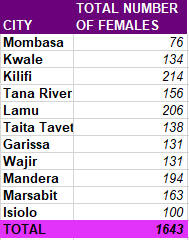 CITY TOTAL NUMBER OF FEMALES
Mombasa 76
Kwale 134
Kilifi 214
Tana River 156
Lamu 206
Taita Tavet 138
Garissa 131
Wajir 131
Mandera 194
Marsabit 163
Isiolo 100
TOTAL 1643